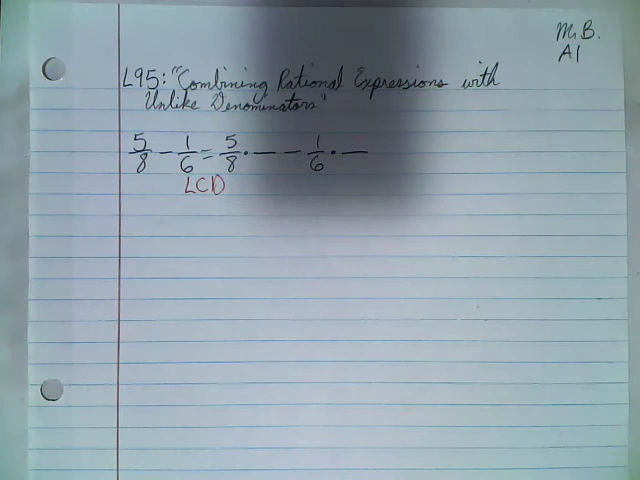 M.B.
A1
L95: "Combining Rational Expressions with
Unlike Denominators"
5/8 - 1/6 = 5/8 · — - 1/6 · —
LCD